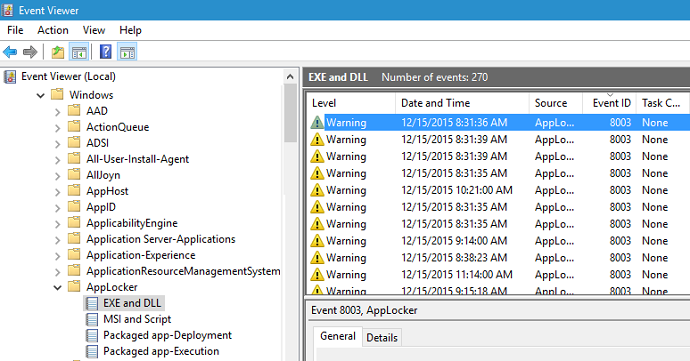 Event Viewer
File Action View Help
Event Viewer (Local)
Windows
AAD
ActionQueue
ADSI
All-User-Install-Agent
AllJoyn
AppHost
AppID
ApplicabilityEngine
Application Server-Applications
Application-Experience
ApplicationResourceManagementSystem
AppLocker
EXE and DLL
MSI and Script
Packaged app-Deployment
Packaged app-Execution
EXE and DLL Number of events: 270
Level Date and Time Source Event ID Task C...
Warning 12/15/2015 8:31:36 AM AppLo... 8003 None
Warning 12/15/2015 8:31:39 AM AppLo... 8003 None
Warning 12/15/2015 8:31:39 AM AppLo... 8003 None
Warning 12/15/2015 8:31:35 AM AppLo... 8003 None
Warning 12/15/2015 10:21:00 AM AppLo... 8003 None
Warning 12/15/2015 8:31:35 AM AppLo... 8003 None
Warning 12/15/2015 8:31:35 AM AppLo... 8003 None
Warning 12/15/2015 9:14:00 AM AppLo... 8003 None
Warning 12/15/2015 8:38:23 AM AppLo... 8003 None
Warning 12/15/2015 11:14:00 AM AppLo... 8003 None
Warning 12/15/2015 9:15:18 AM AppLo... 8003 None
Event 8003, AppLocker
General Details